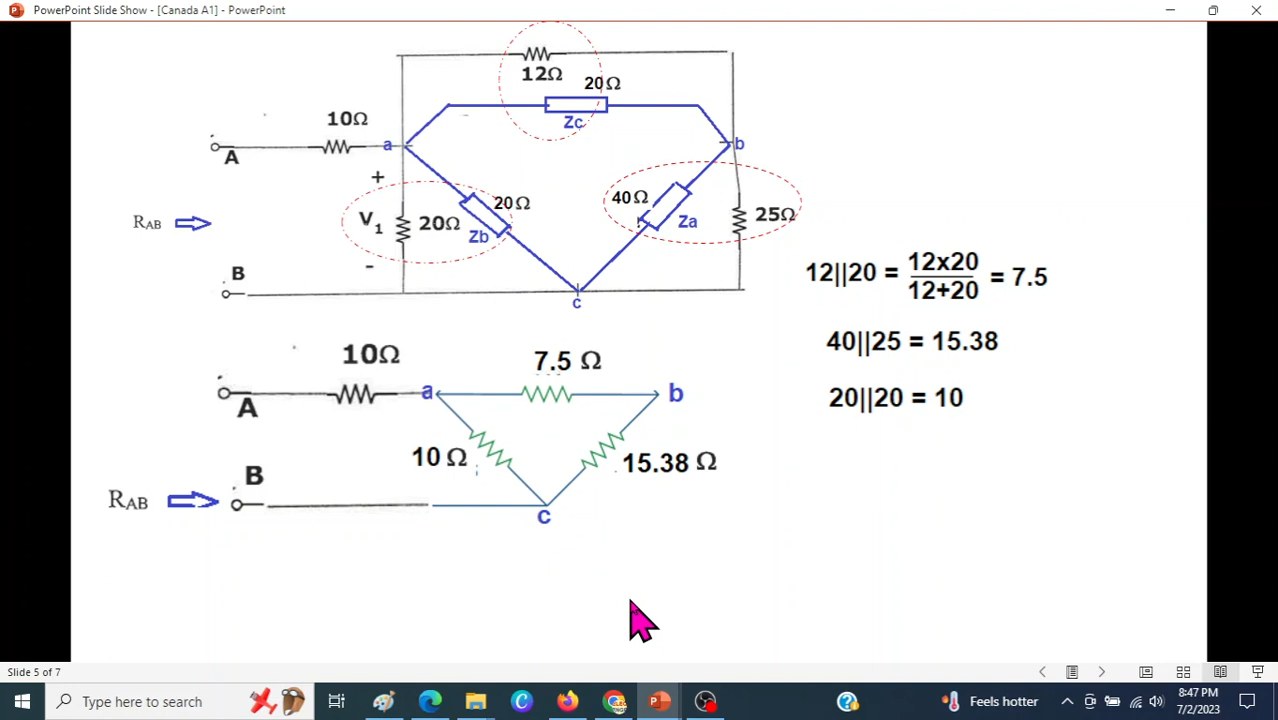 PowerPoint Slide Show - [Canada A1] - PowerPoint
12Ω
20Ω
Zc
10Ω
A
a
b
+
V1
-
20Ω
20Ω
Zb
40Ω
Za
25Ω
RAB
B
c
12||20 = 12x20 / 12+20 = 7.5
40||25 = 15.38
20||20 = 10
10Ω
7.5 Ω
A
a
b
10 Ω
15.38 Ω
B
RAB
c
Slide 5 of 7
Type here to search
Feels hotter
8:47 PM
7/2/2023